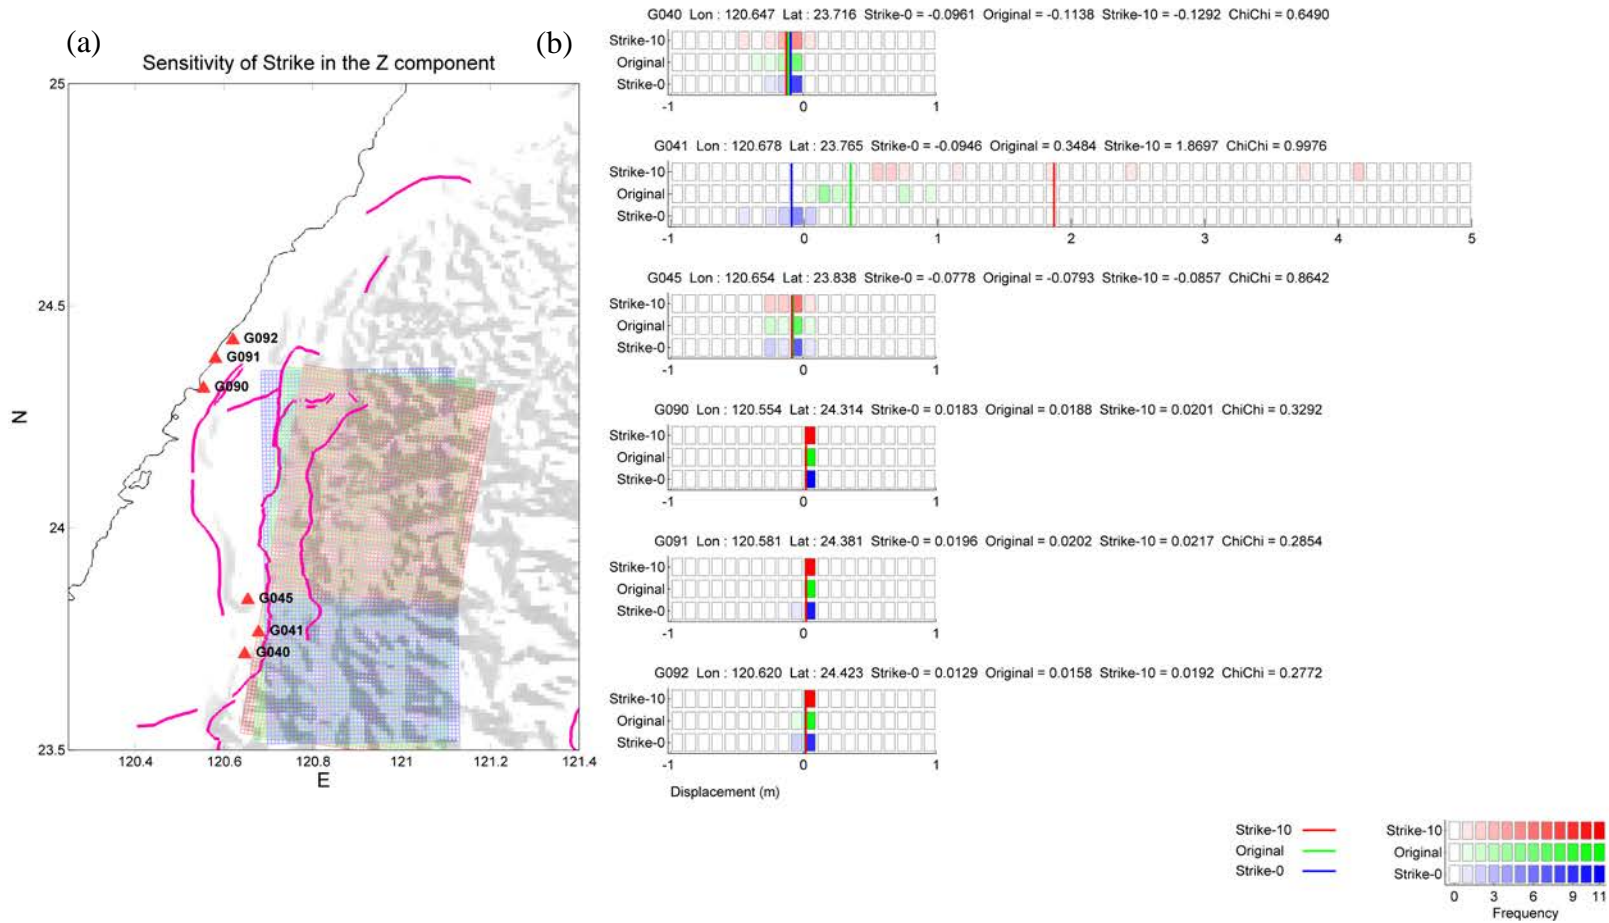 (a)
Sensitivity of Strike in the Z component
25
24.5
24
23.5
N
120.4 120.6 120.8 121 121.2 121.4
E
G092
G091
G090
G045
G041
G040
(b)
G040 Lon : 120.647 Lat : 23.716 Strike-0 = -0.0961 Original = -0.1138 Strike-10 = -0.1292 ChiChi = 0.6490
Strike-10
Original
Strike-0
-1 0 1
G041 Lon : 120.678 Lat : 23.765 Strike-0 = -0.0946 Original = 0.3484 Strike-10 = 1.8697 ChiChi = 0.9976
Strike-10
Original
Strike-0
-1 0 1 2 3 4 5
G045 Lon : 120.654 Lat : 23.838 Strike-0 = -0.0778 Original = -0.0793 Strike-10 = -0.0857 ChiChi = 0.8642
Strike-10
Original
Strike-0
-1 0 1
G090 Lon : 120.554 Lat : 24.314 Strike-0 = 0.0183 Original = 0.0188 Strike-10 = 0.0201 ChiChi = 0.3292
Strike-10
Original
Strike-0
-1 0 1
G091 Lon : 120.581 Lat : 24.381 Strike-0 = 0.0196 Original = 0.0202 Strike-10 = 0.0217 ChiChi = 0.2854
Strike-10
Original
Strike-0
-1 0 1
G092 Lon : 120.620 Lat : 24.423 Strike-0 = 0.0129 Original = 0.0158 Strike-10 = 0.0192 ChiChi = 0.2772
Strike-10
Original
Strike-0
-1 0 1
Displacement (m)
Strike-10
Original
Strike-0
Strike-10
Original
Strike-0
0 3 6 9 11
Frequency